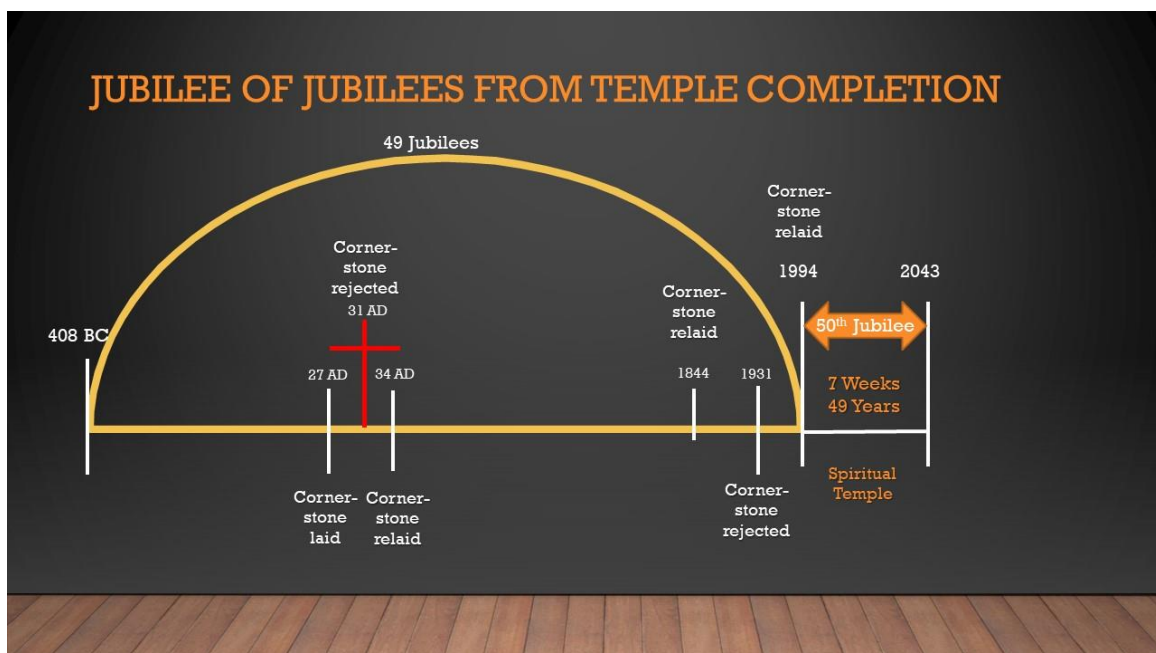 JUBILEE OF JUBILEES FROM TEMPLE COMPLETION
49 Jubilees
Corner-
stone
relaid
1994
2043
Corner-
stone
rejected
31 AD
Corner-
stone
relaid
50th Jubilee
408 BC
27 AD
34 AD
1844
1931
7 Weeks
49 Years
Corner-
stone
laid
Corner-
stone
relaid
Corner-
stone
rejected
Spiritual
Temple